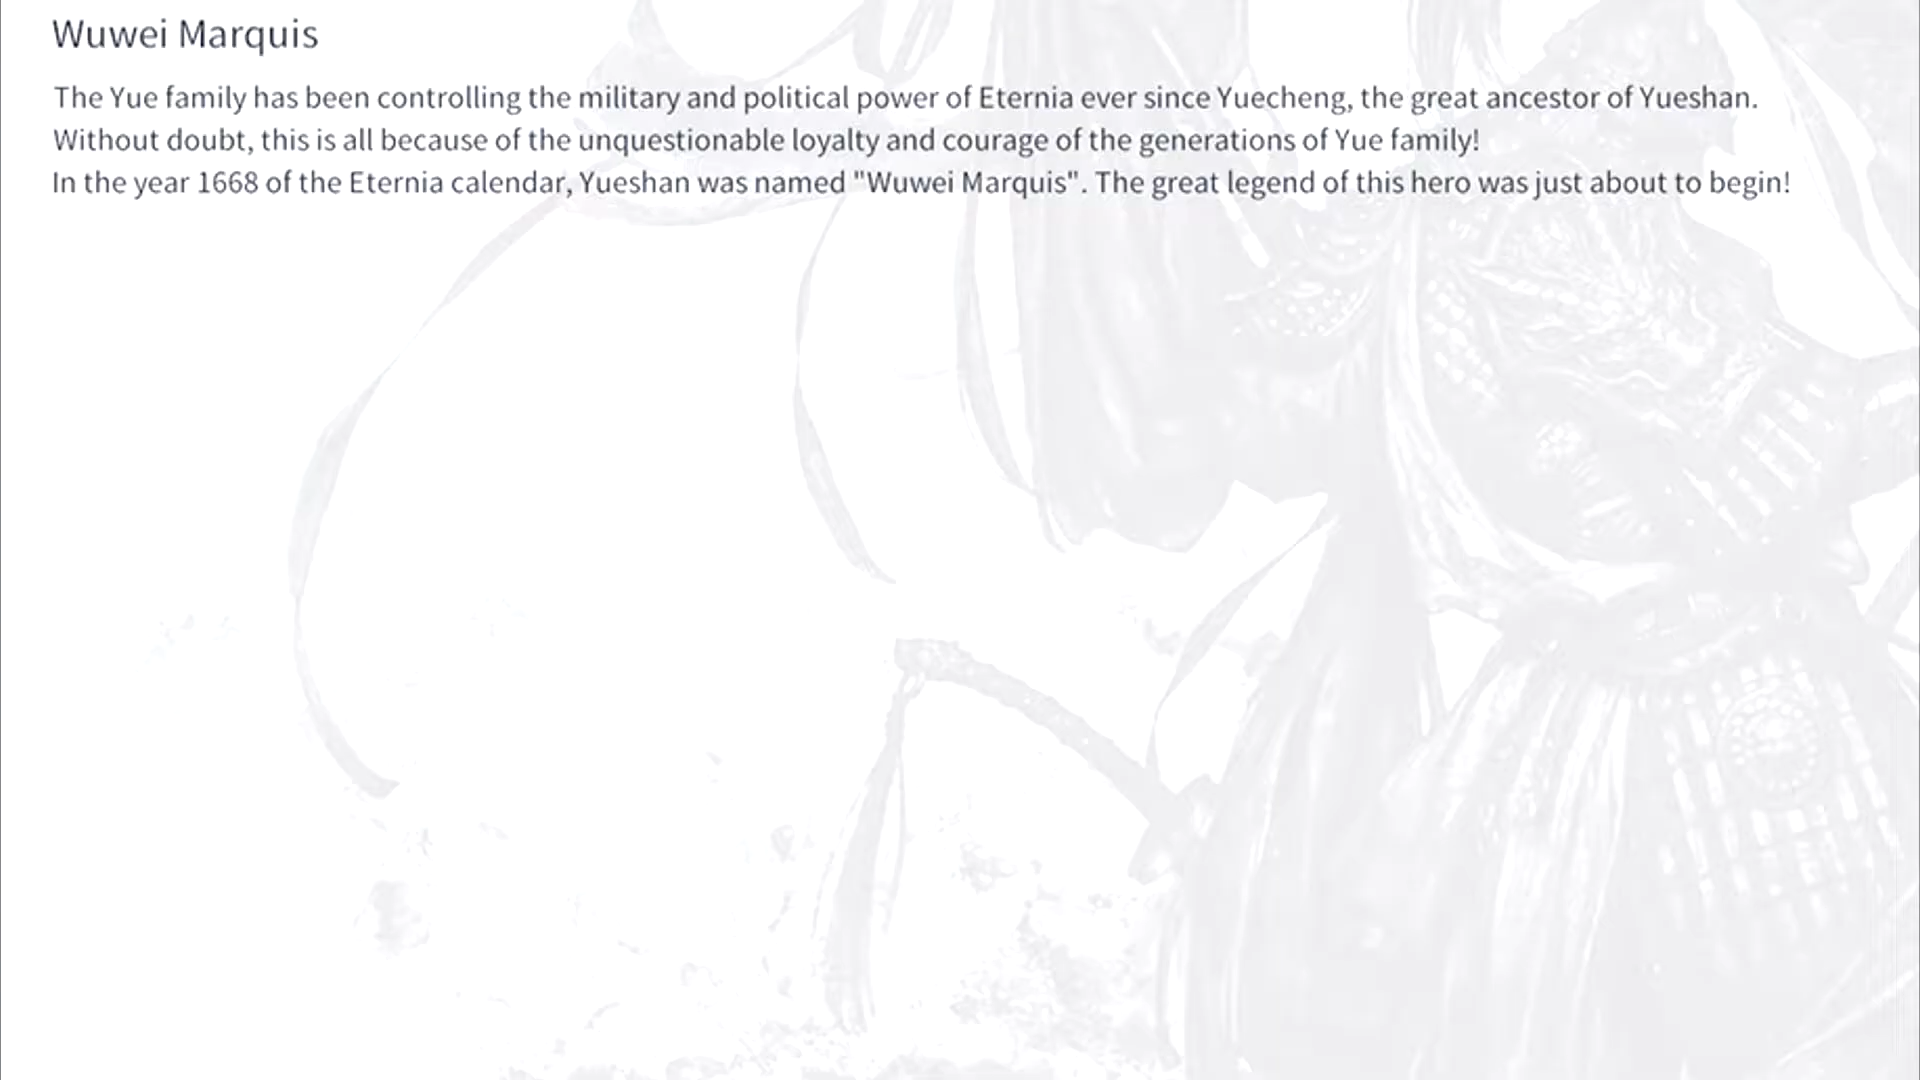 Wuwei Marquis
The Yue family has been controlling the military and political power of Eternia ever since Yuecheng, the great ancestor of Yueshan.
Without doubt, this is all because of the unquestionable loyalty and courage of the generations of Yue family!
In the year 1668 of the Eternia calendar, Yueshan was named "Wuwei Marquis". The great legend of this hero was just about to begin!